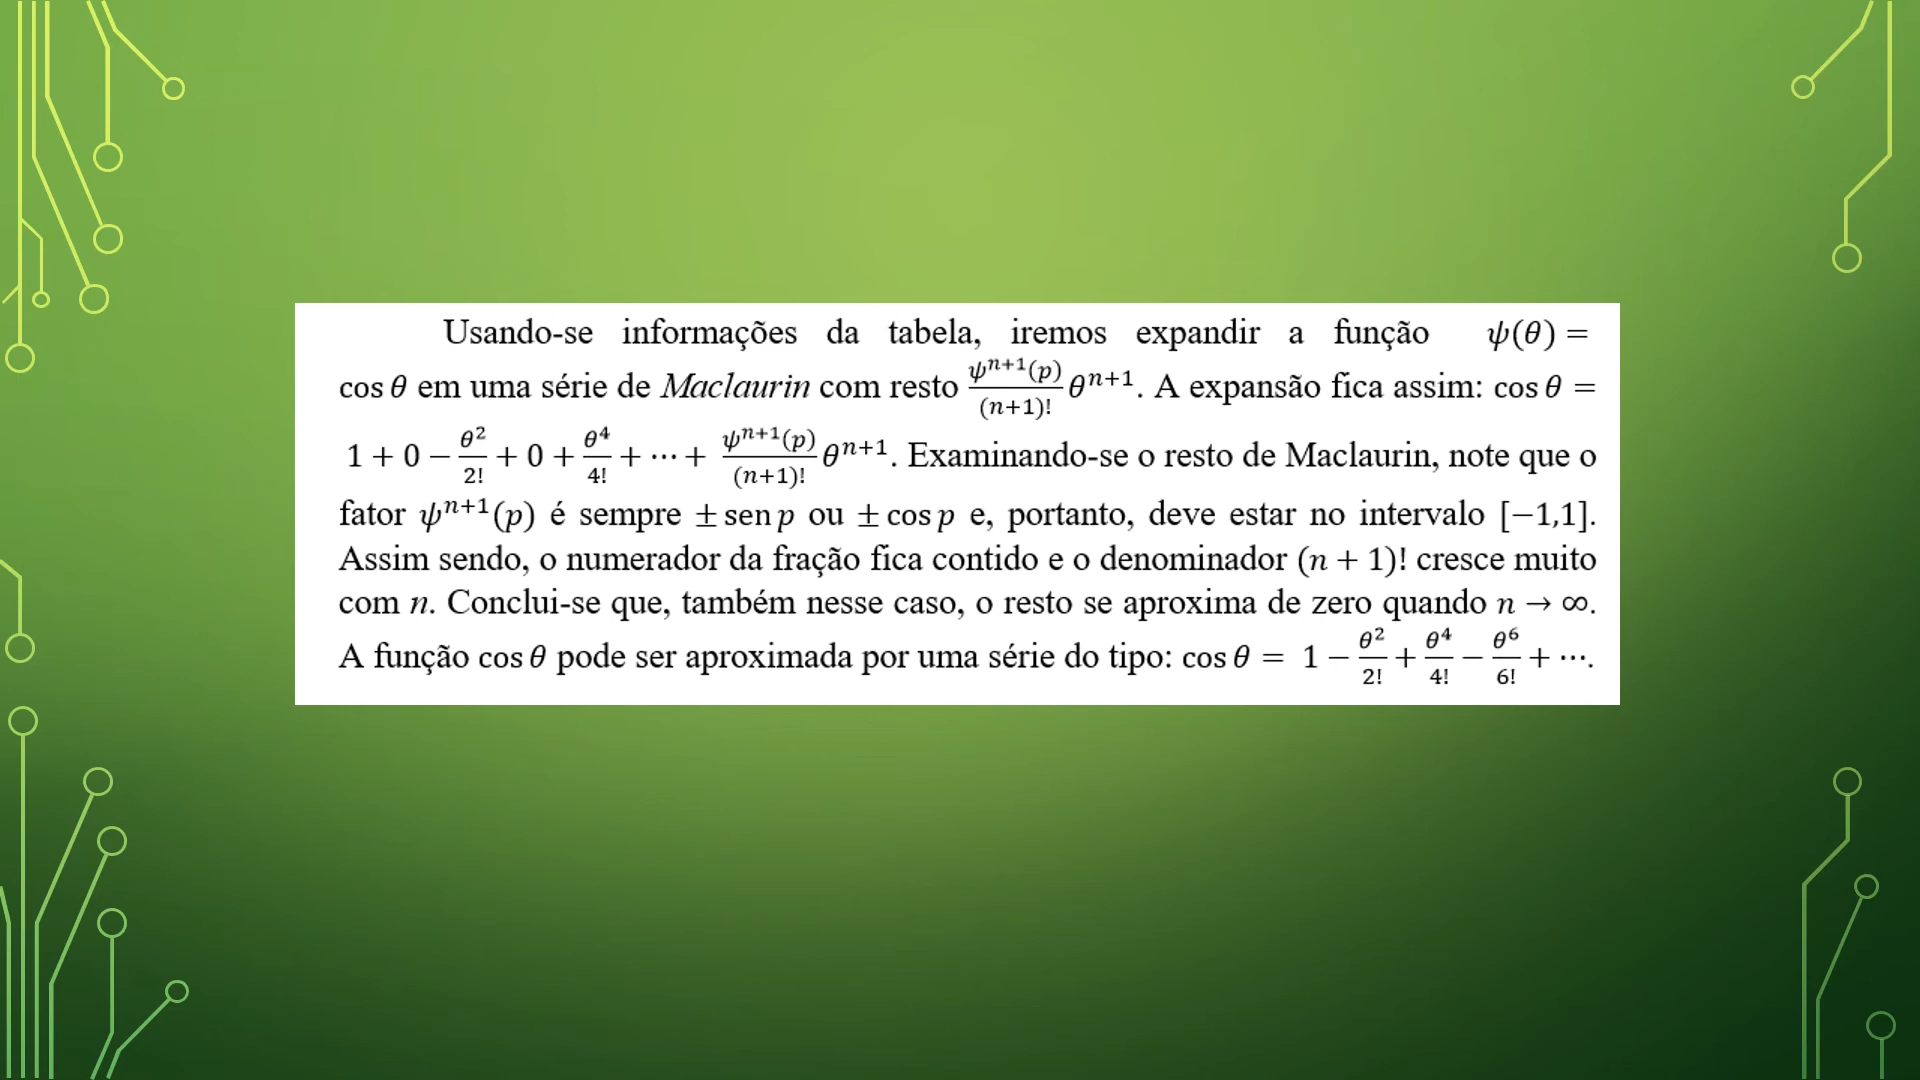 Usando-se informações da tabela, iremos expandir a função ψ(θ) =
cos θ em uma série de Maclaurin com resto ψⁿ⁺¹(p)/(n+1)! θⁿ⁺¹. A expansão fica assim: cos θ =
1 + 0 − θ²/2! + 0 + θ⁴/4! + ⋯ + ψⁿ⁺¹(p)/(n+1)! θⁿ⁺¹. Examinando-se o resto de Maclaurin, note que o
fator ψⁿ⁺¹(p) é sempre ± sen p ou ± cos p e, portanto, deve estar no intervalo [−1,1].
Assim sendo, o numerador da fração fica contido e o denominador (n + 1)! cresce muito
com n. Conclui-se que, também nesse caso, o resto se aproxima de zero quando n → ∞.
A função cos θ pode ser aproximada por uma série do tipo: cos θ = 1 − θ²/2! + θ⁴/4! − θ⁶/6! + ⋯.